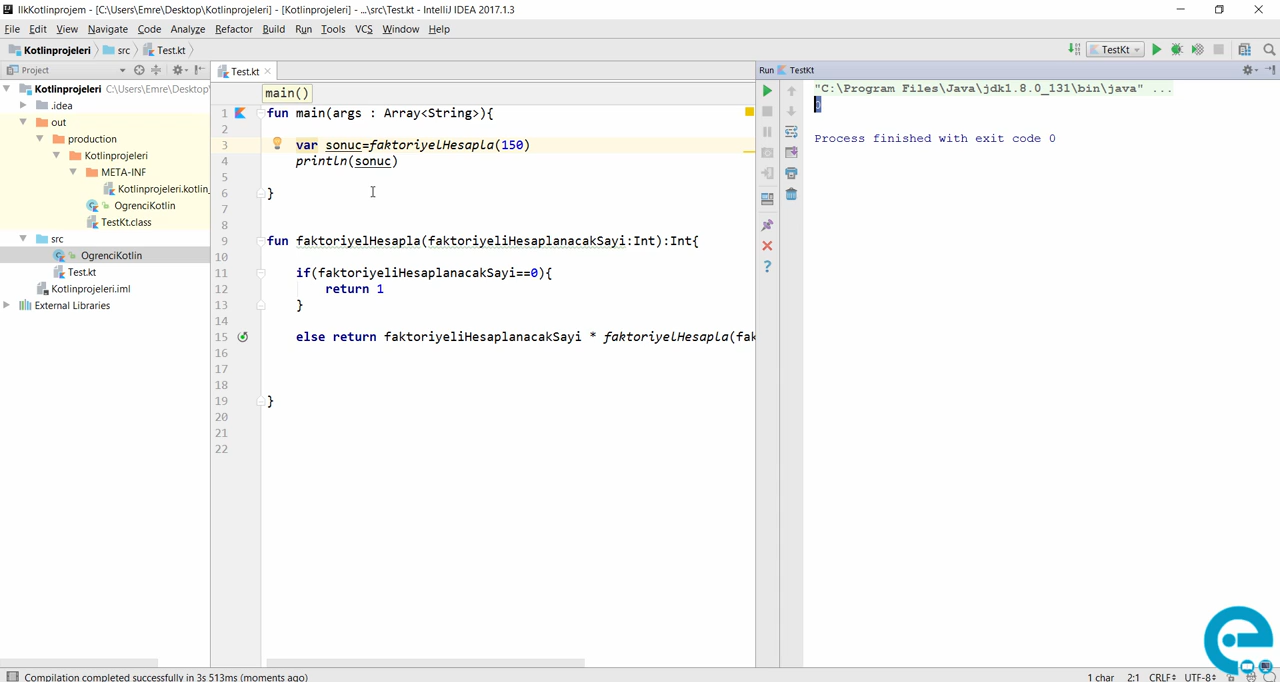 IlkKotlinprojem - [C:\Users\Emre\Desktop\Kotlinprojeleri] - [Kotlinprojeleri] - ...\src\Test.kt - IntelliJ IDEA 2017.1.3
File Edit View Navigate Code Analyze Refactor Build Run Tools VCS Window Help
Kotlinprojeleri src Test.kt TestKt
Project
Kotlinprojeleri C:\Users\Emre\Desktop\
.idea
out
production
Kotlinprojeleri
META-INF
Kotlinprojeleri.kotlin_
OgrenciKotlin
TestKt.class
src
OgrenciKotlin
Test.kt
Kotlinprojeleri.iml
External Libraries
Test.kt
main()
1 fun main(args : Array<String>){
2
3 var sonuc=faktoriyelHesapla(150)
4 println(sonuc)
5
6 }
7
8
9 fun faktoriyelHesapla(faktoriyeliHesaplanacakSayi:Int):Int{
10
11 if(faktoriyeliHesaplanacakSayi==0){
12 return 1
13 }
14
15 else return faktoriyeliHesaplanacakSayi * faktoriyelHesapla(fak
16
17
18
19 }
20
21
22
Run TestKt
"C:\Program Files\Java\jdk1.8.0_131\bin\java" ...
0
Process finished with exit code 0
Compilation completed successfully in 3s 513ms (moments ago)
1 char 2:1 CRLF UTF-8